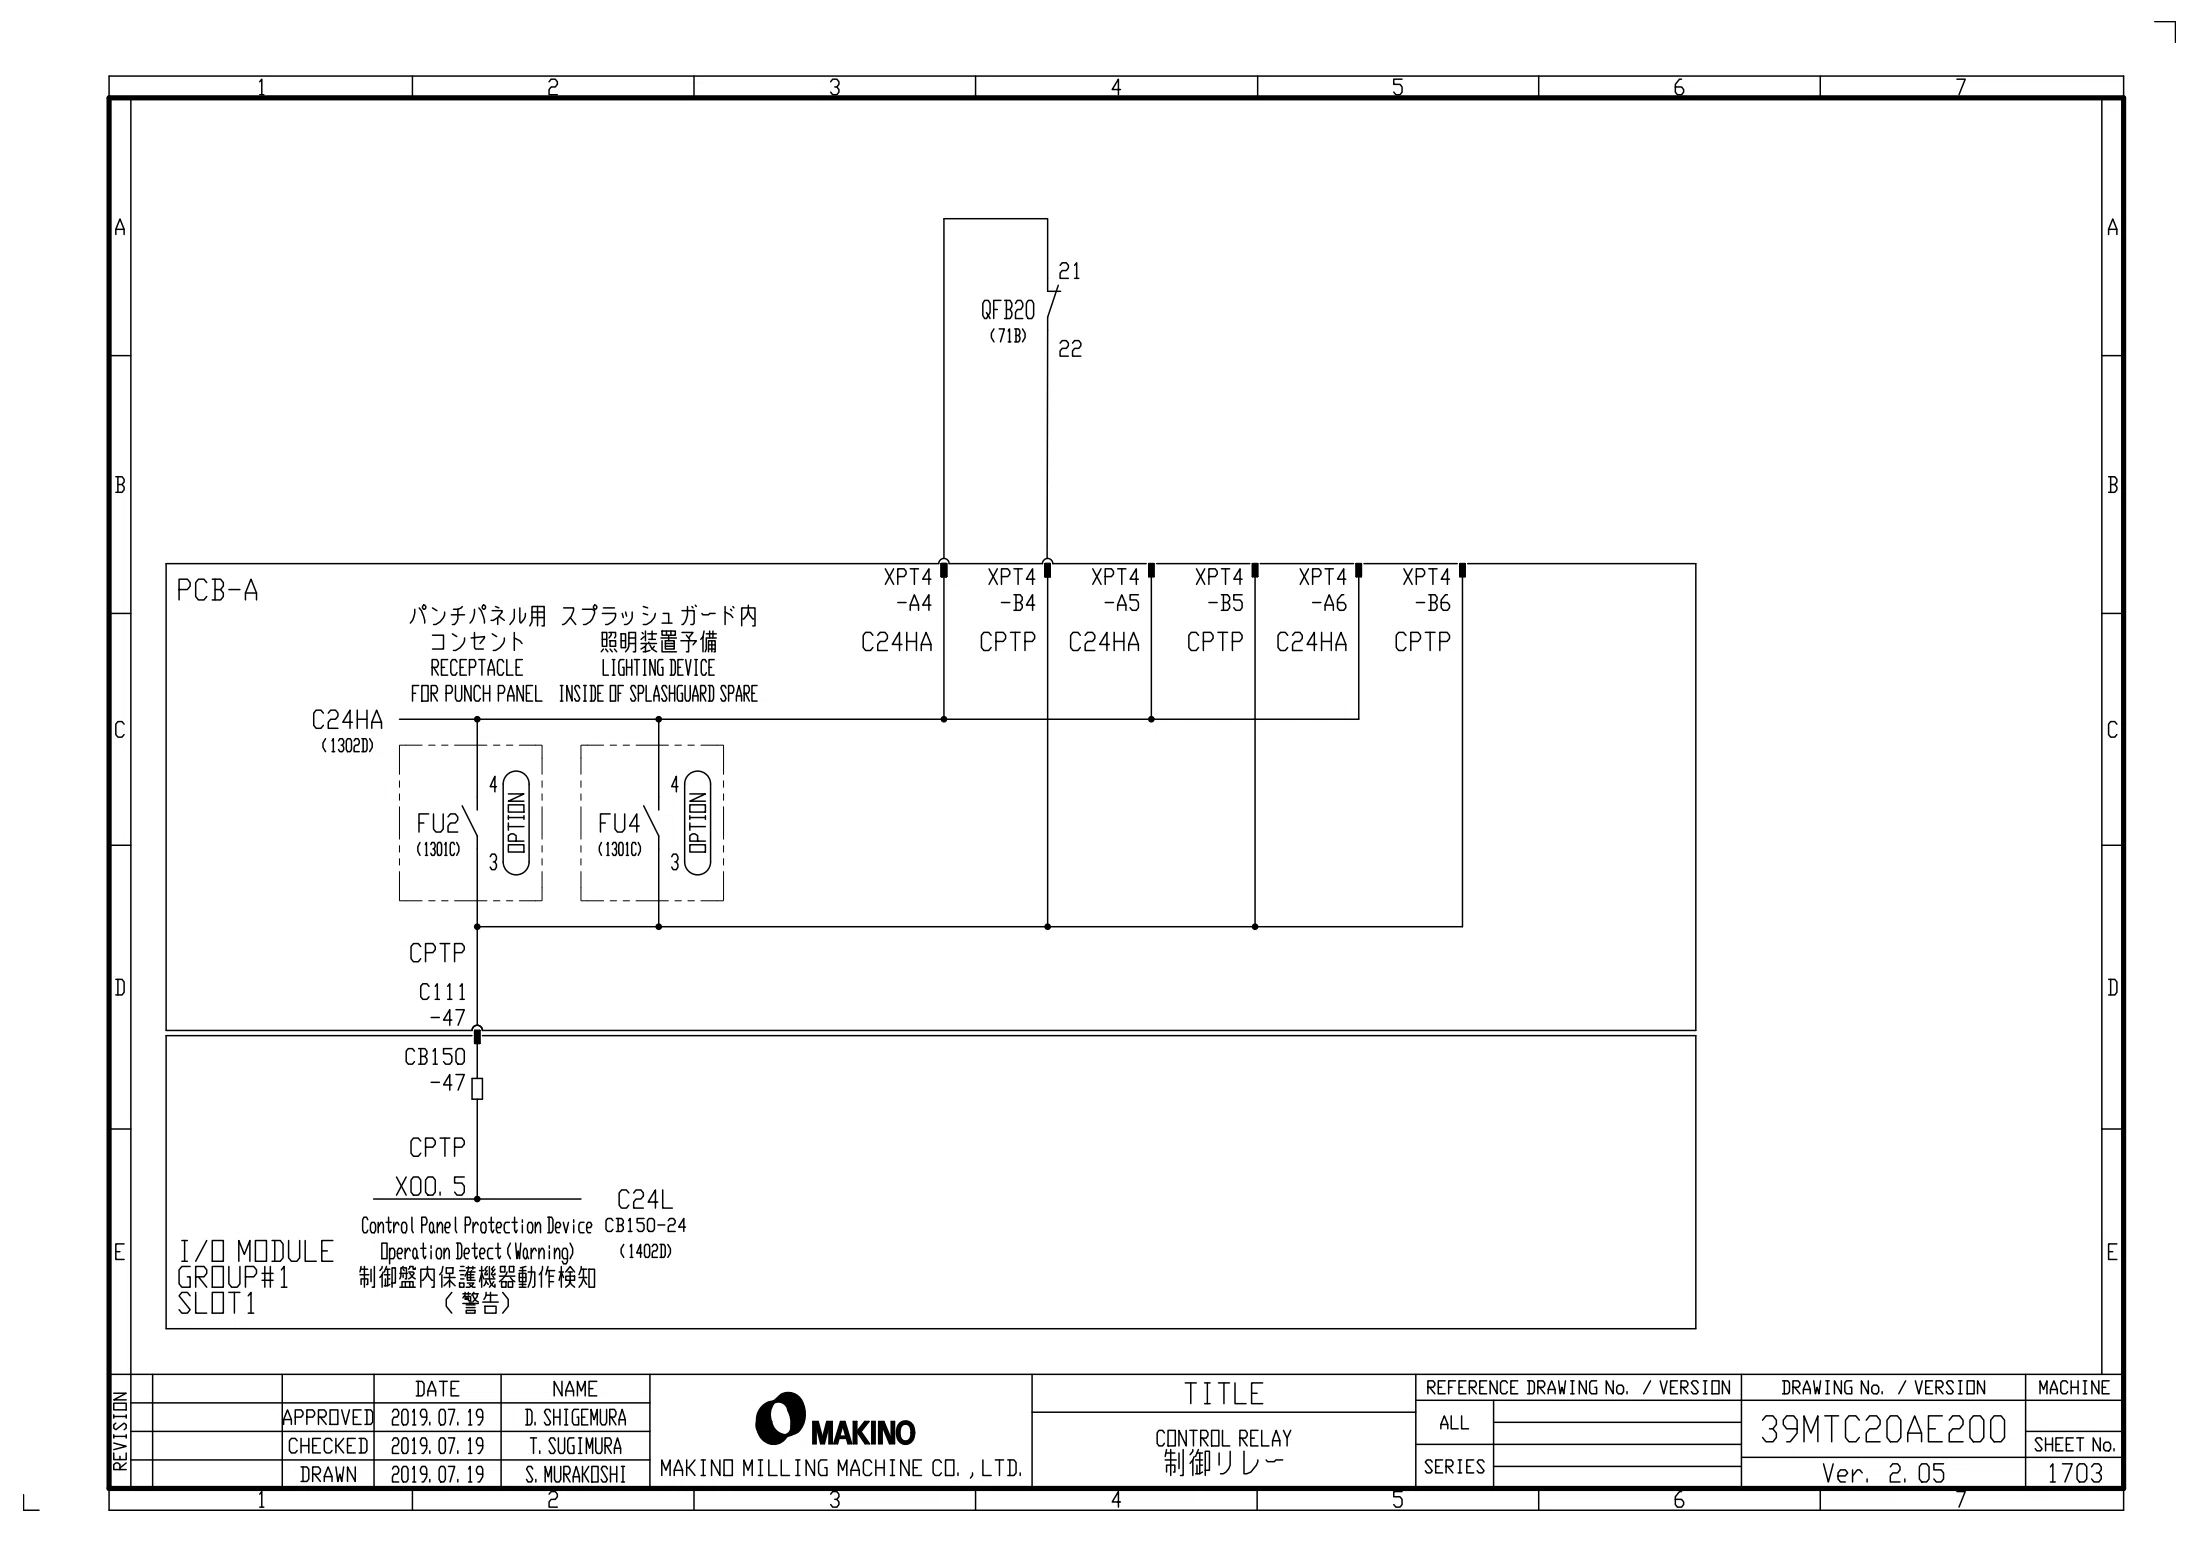 1 2 3 4 5 6 7
A A
21
QFB20
(71B)
22
B B
PCB-A
XPT4 XPT4 XPT4 XPT4 XPT4 XPT4
-A4 -B4 -A5 -B5 -A6 -B6
C24HA CPTP C24HA CPTP C24HA CPTP
パンチパネル用
コンセント
RECEPTACLE
FOR PUNCH PANEL
スプラッシュガード内
照明装置予備
LIGHTING DEVICE
INSIDE OF SPLASHGUARD SPARE
C C
C24HA
(1302D)
4
FU2
(1301C)
3
OPTION
4
FU4
(1301C)
3
OPTION
CPTP
D D
C111
-47
CB150
-47
CPTP
X00.5
C24L
CB150-24
(1402D)
Control Panel Protection Device
Operation Detect(Warning)
制御盤内保護機器動作検知
(警告)
E E
I/O MODULE
GROUP#1
SLOT1
REVISION
DATE NAME
APPROVED 2019.07.19 D.SHIGEMURA
CHECKED 2019.07.19 T.SUGIMURA
DRAWN 2019.07.19 S.MURAKOSHI
MAKINO
MAKINO MILLING MACHINE CO.,LTD.
TITLE
CONTROL RELAY
制御リレー
REFERENCE DRAWING No. / VERSION
ALL
SERIES
DRAWING No. / VERSION
39MTC20AE200
Ver. 2.05
MACHINE
SHEET No.
1703
1 2 3 4 5 6 7